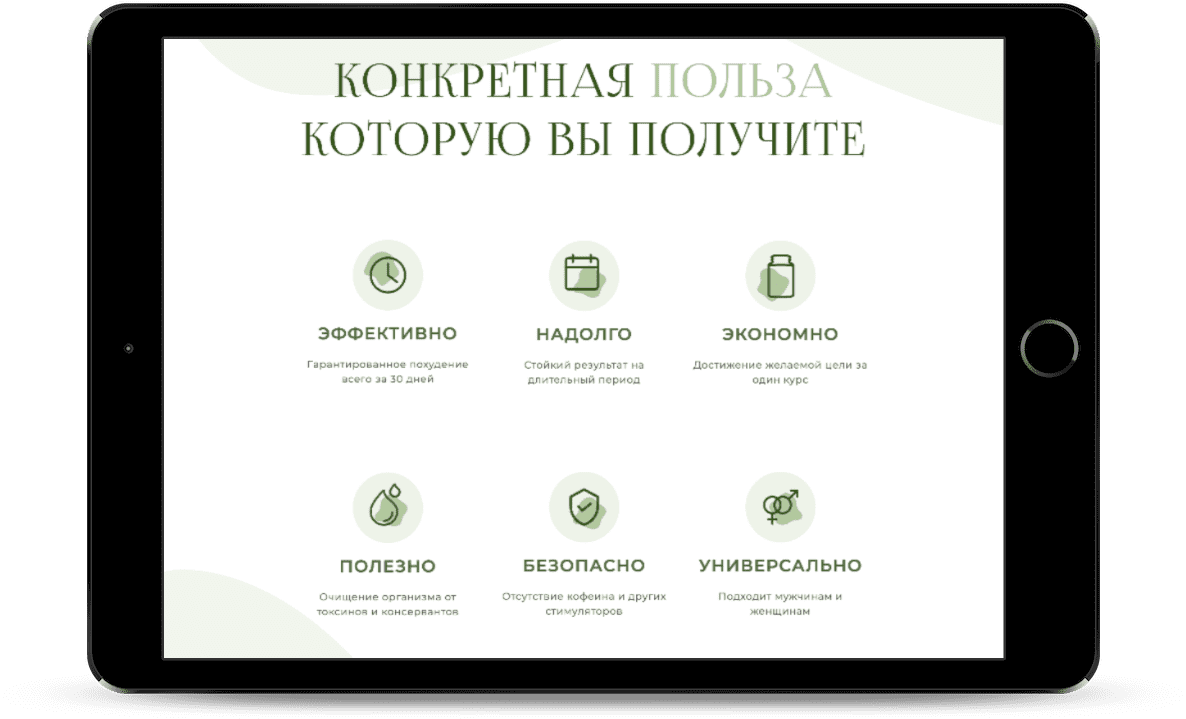 КОНКРЕТНАЯ ПОЛЬЗА
КОТОРУЮ ВЫ ПОЛУЧИТЕ
ЭФФЕКТИВНО
Гарантированное похудение
всего за 30 дней
НАДОЛГО
Стойкий результат на
длительный период
ЭКОНОМНО
Достижение желаемой цели за
один курс
ПОЛЕЗНО
Очищение организма от
токсинов и консервантов
БЕЗОПАСНО
Отсутствие кофеина и других
стимуляторов
УНИВЕРСАЛЬНО
Подходит мужчинам и
женщинам